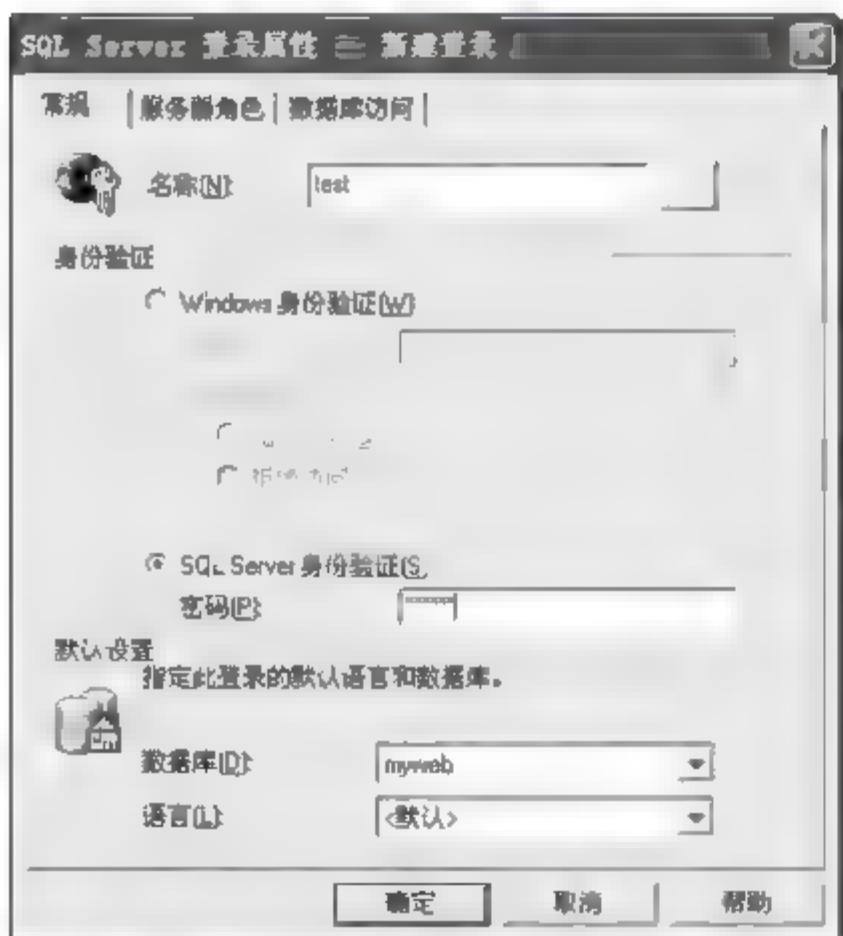 SQL Server 登录属性 - 新建登录
常规 服务器角色 数据库访问
名称(N): test
身份验证
Windows 身份验证(W)
SQL Server 身份验证(S)
密码(P): ******
默认设置
指定此登录的默认语言和数据库。
数据库(D): myweb
语言(L): <默认>
确定 取消 帮助